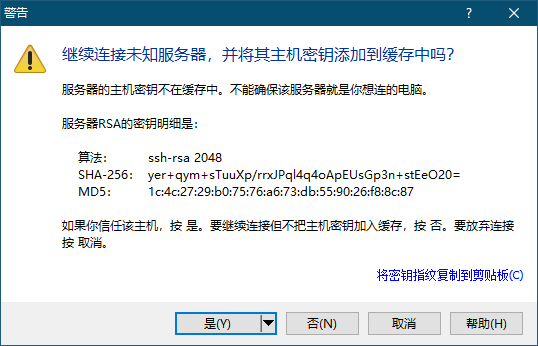 警告
继续连接未知服务器，并将其主机密钥添加到缓存中吗？
服务器的主机密钥不在缓存中。不能确保该服务器就是你想连的电脑。
服务器RSA的密钥明细是：
算法： ssh-rsa 2048
SHA-256： yer+qym+sTuuXp/rrxJPql4q4oApEUsGp3n+stEeO20=
MD5： 1c:4c:27:29:b0:75:76:a6:73:db:55:90:26:f8:8c:87
如果你信任该主机，按 是。要继续连接但不把主机密钥加入缓存，按 否。要放弃连接
按 取消。
将密钥指纹复制到剪贴板(C)
是(Y) 否(N) 取消 帮助(H)